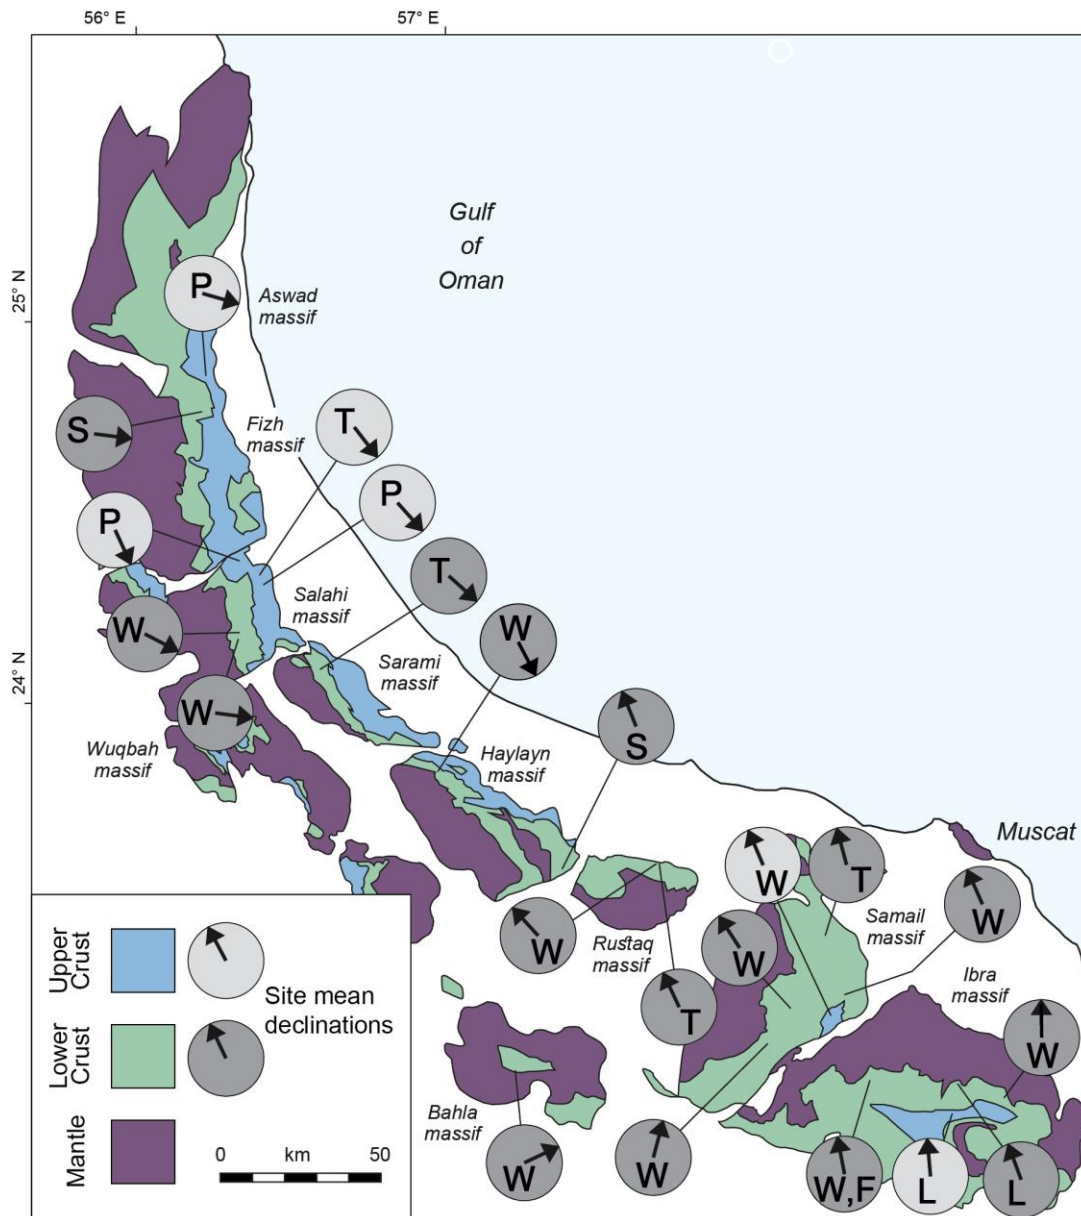 56° E
57° E
25° N
24° N
Gulf
of
Oman
P
Aswad
massif
S
Fizh
massif
T
P
P
T
W
Salahi
massif
W
Sarami
massif
W
S
Wuqbah
massif
Haylayn
massif
Muscat
W
T
W
W
Rustaq
massif
W
Samail
massif
T
Ibra
massif
W
Bahla
massif
W
W
W,F
L
L
Upper
Crust
Lower
Crust
Mantle
Site mean
declinations
0 km 50